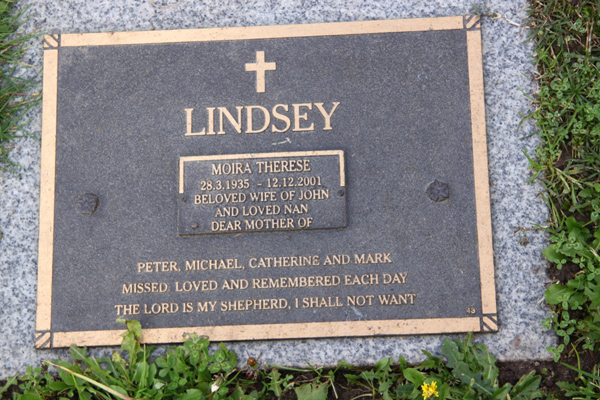 LINDSEY
MOIRA THERESE
28.3.1935 - 12.12.2001
BELOVED WIFE OF JOHN
AND LOVED NAN
DEAR MOTHER OF
PETER, MICHAEL, CATHERINE AND MARK
MISSED, LOVED AND REMEMBERED EACH DAY
THE LORD IS MY SHEPHERD, I SHALL NOT WANT